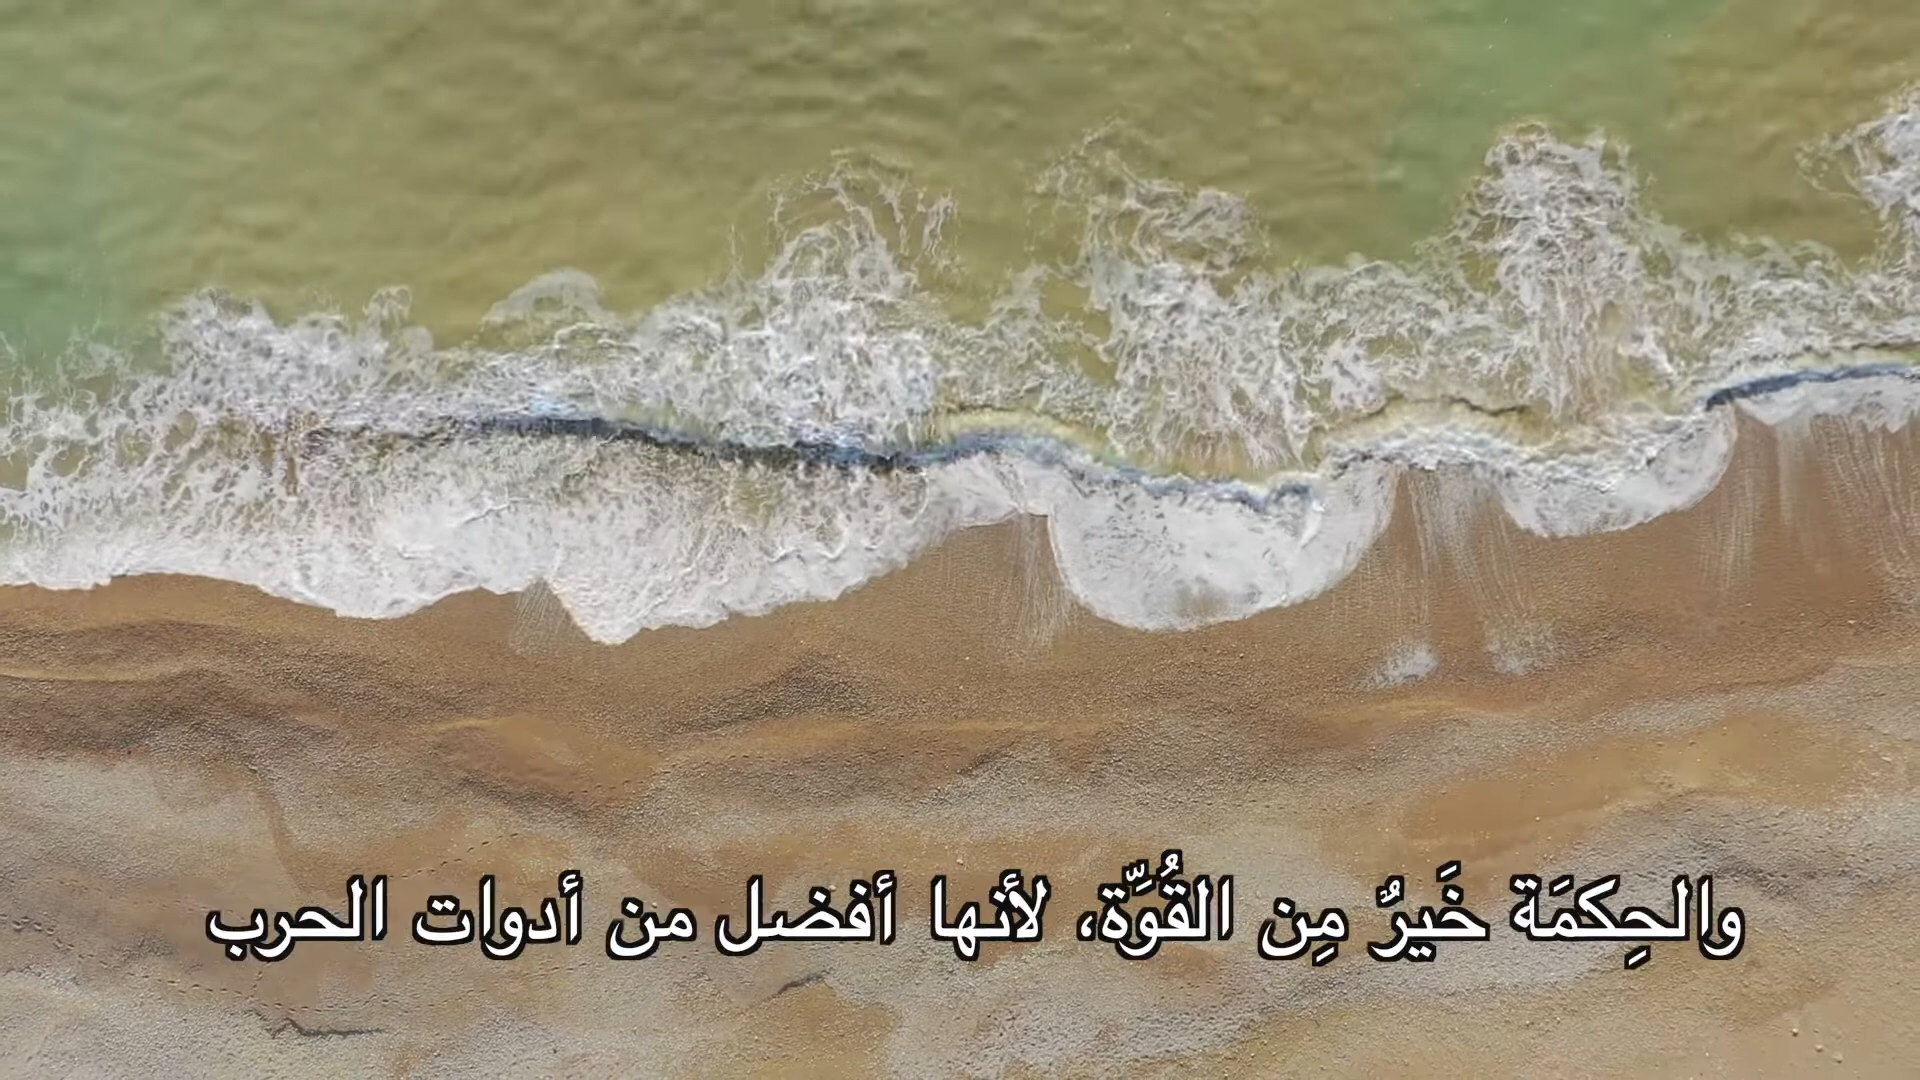 والحِكمَة خَيرٌ مِن القُوَّة، لأنها أفضل من أدوات الحرب